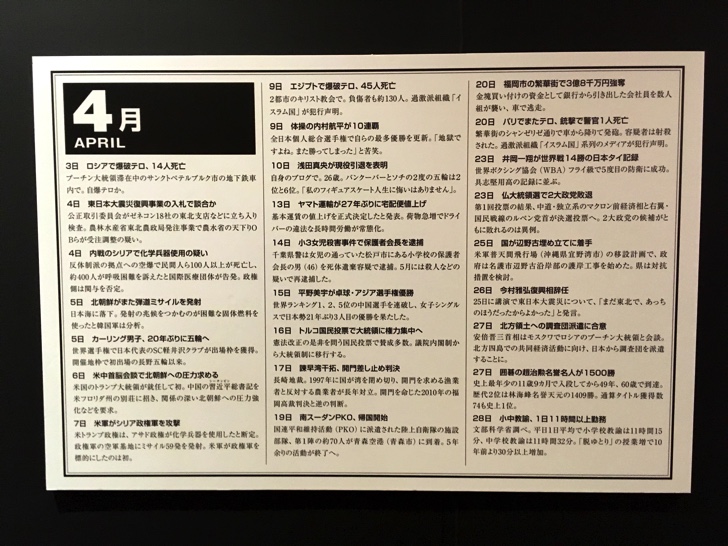 4月
APRIL
3日　ロシアで爆破テロ、14人死亡
プーチン大統領滞在中のサンクトペテルブルク市の地下鉄車
内で。自爆テロか。
4日　東日本大震災復興事業の入札で談合か
公正取引委員会がゼネコン18社の東北支店などに立ち入り
検査。農林水産省東北農政局発注事業で農水省の天下りO
Bらが受注調整の疑い。
4日　内戦のシリアで化学兵器使用の疑い
反体制派の拠点への空爆で民間人ら100人以上が死亡し、
約400人が呼吸困難を訴えたと国際医療団体が告発。政権
側は関与を否定。
5日　北朝鮮がまた弾道ミサイルを発射
日本海に落下。発射の兆候をつかむのが困難な固体燃料を
使ったと韓国軍は分析。
5日　カーリング男子、20年ぶりに五輪へ
世界選手権で日本代表のSC軽井沢クラブが出場枠を獲得。
開催地枠で初出場の長野五輪以来。
6日　米中首脳会談で北朝鮮への圧力求める
米国のトランプ大統領が就任して初。中国の習近平総書記を
米フロリダ州の別荘に招き、関係の深い北朝鮮への圧力強
化などを要求。
7日　米軍がシリア政権軍を攻撃
米トランプ政権は、アサド政権が化学兵器を使用したと断定。
政権軍の空軍基地にミサイル59発を発射。米軍が政権軍を
標的にしたのは初。
9日　エジプトで爆破テロ、45人死亡
2都市のキリスト教会で。負傷者も約130人。過激派組織「イ
スラム国」が犯行声明。
9日　体操の内村航平が10連覇
全日本個人総合選手権で自らの最多優勝を更新。「地獄で
すよね。また勝ってしまった」と苦笑。
10日　浅田真央が現役引退を表明
自身のブログで。26歳。バンクーバーとソチの2度の五輪は2
位と6位。「私のフィギュアスケート人生に悔いはありません」。
13日　ヤマト運輸が27年ぶりに宅配便値上げ
基本運賃の値上げを正式決定したと発表。荷物急増でドライ
バーの違法な長時間労働が常態化。
14日　小3女児殺害事件で保護者会長を逮捕
千葉県警は女児の通っていた松戸市にある小学校の保護者
会長の男（46）を死体遺棄容疑で逮捕。5月には殺人などの
疑いで再逮捕した。
15日　平野美宇が卓球・アジア選手権優勝
世界ランキング1、2、5位の中国選手を連破し、女子シングル
スで日本勢21年ぶり3人目の優勝を果たした。
16日　トルコ国民投票で大統領に権力集中へ
憲法改正の是非を問う国民投票で賛成多数。議院内閣制
から大統領制に移行する。
17日　諫早湾干拓、開門差し止め判決
長崎地裁。1997年に国が湾を閉め切り、開門を求める漁業
者と反対する農業者が長年対立。開門を命じた2010年の福
岡高裁判決と逆の判断。
19日　南スーダンPKO、帰国開始
国連平和維持活動（PKO）に派遣された陸上自衛隊の施設
部隊、第1陣の約70人が青森空港（青森市）に到着。5年
余りの活動が終了へ。
20日　福岡市の繁華街で3億8千万円強奪
金塊買い付けの資金として銀行から引き出した会社員を数人
組が襲い、車で逃走。
20日　パリでまたテロ、銃撃で警官1人死亡
繁華街のシャンゼリゼ通りで車から降りて発砲。容疑者は射殺
された。過激派組織「イスラム国」系列のメディアが犯行声明。
23日　井岡一翔が世界戦14勝の日本タイ記録
世界ボクシング協会（WBA）フライ級で5度目の防衛に成功。
具志堅用高の記録に並ぶ。
23日　仏大統領選で2大政党敗退
第1回投票の結果、中道・独立系のマクロン前経済相と右翼・
国民戦線のルペン党首が決選投票へ。2大政党の候補がと
もに敗れるのは異例。
25日　国が辺野古埋め立てに着手
米軍普天間飛行場（沖縄県宜野湾市）の移設計画で、政
府は名護市辺野古沿岸部の護岸工事を始めた。県は対抗
措置を検討。
26日　今村雅弘復興相辞任
25日に講演で東日本大震災について、「まだ東北で、あっち
のほうだったからよかった」と発言。
27日　北方領土への調査団派遣に合意
安倍晋三首相はモスクワでロシアのプーチン大統領と会談。
北方四島での共同経済活動に向け、日本から調査団を派遣す
ることに。
27日　囲碁の趙治勲名誉名人が1500勝
史上最年少の11歳9カ月で入段してから49年、60歳で到達。
歴代2位は林海峰名誉天元の1409勝。通算タイトル獲得数
74も史上1位。
28日　小中教諭、1日11時間以上勤務
文部科学省調べ。平日1日平均で小学校教諭は11時間15
分、中学校教諭は11時間32分。「脱ゆとり」の授業増で10
年前より30分以上増加。